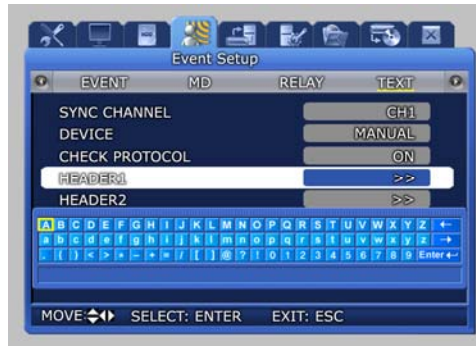 Event Setup
EVENT MD RELAY TEXT
SYNC CHANNEL CH1
DEVICE MANUAL
CHECK PROTOCOL ON
HEADER1 >>
HEADER2 >>
A B C D E F G H I J K L M N O P Q R S T U V W X Y Z ←
a b c d e f g h i j k l m n o p q r s t u v w x y z →
. ( ) < > * - + = / [ ] @ ? ! 0 1 2 3 4 5 6 7 8 9 Enter↵
MOVE: SELECT: ENTER EXIT: ESC